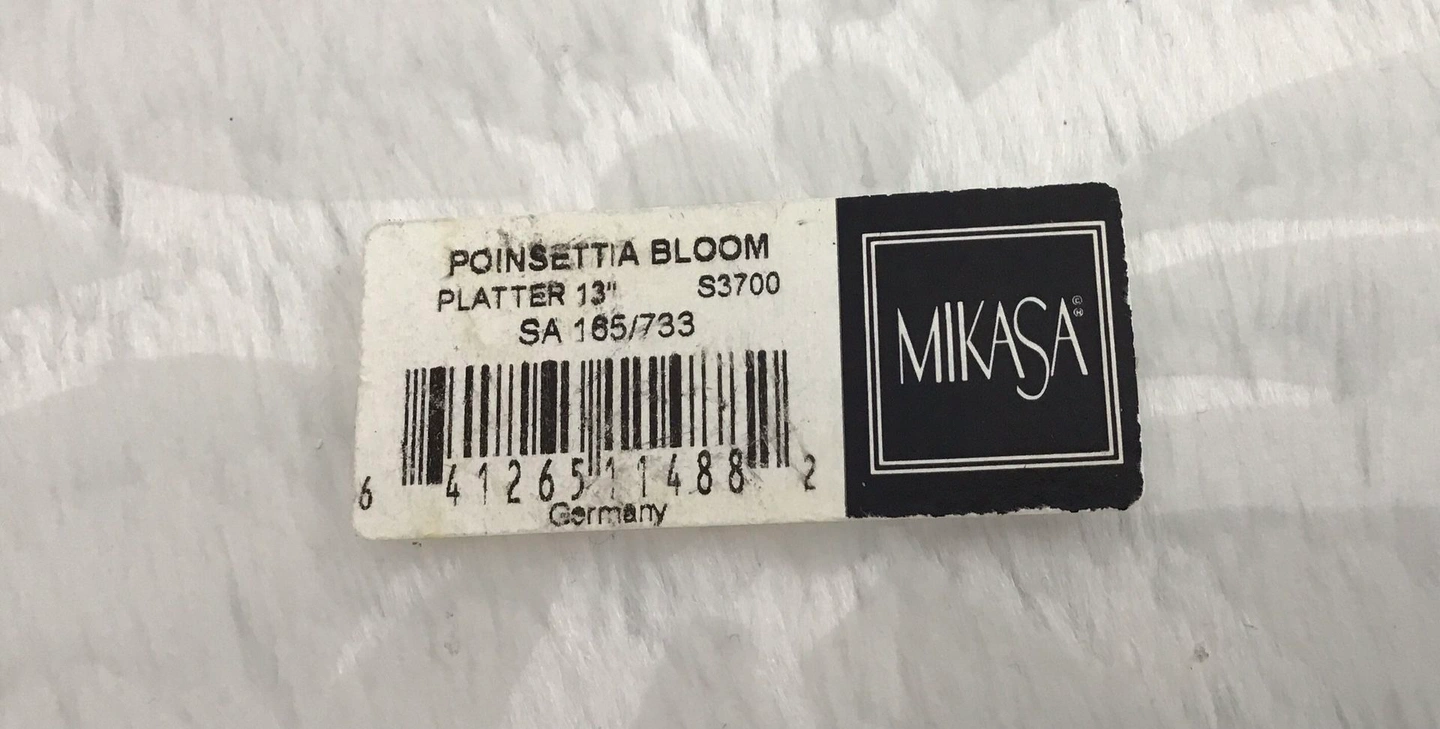 POINSETTIA BLOOM
PLATTER 13" S3700
SA 165/733
6 41265 11488 2
Germany
MIKASA